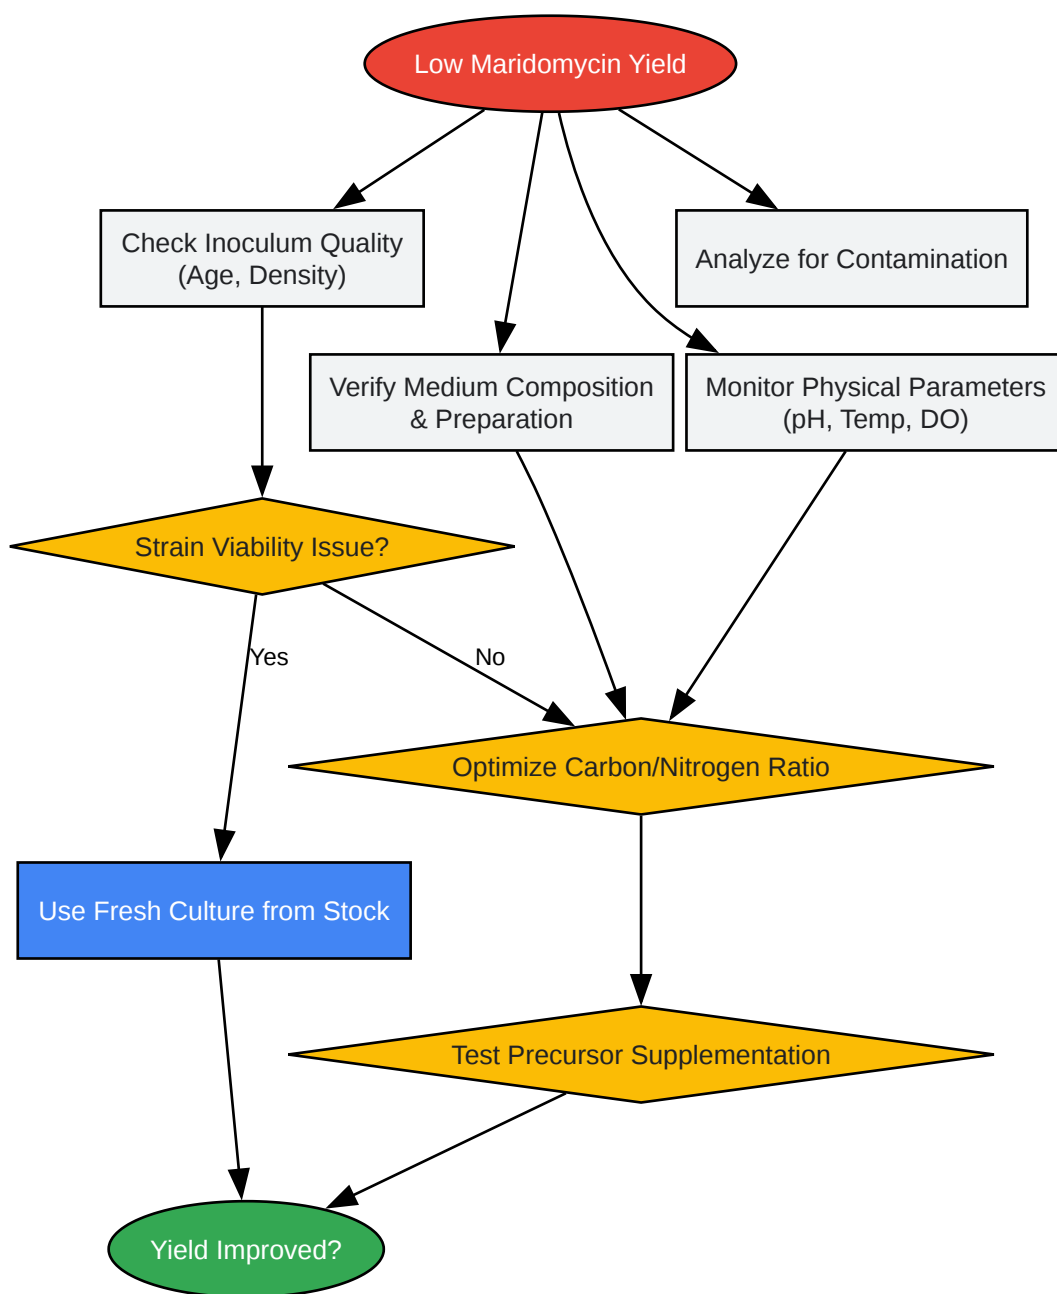 Low Maridomycin Yield
Check Inoculum Quality
(Age, Density)
Analyze for Contamination
Verify Medium Composition
& Preparation
Monitor Physical Parameters
(pH, Temp, DO)
Strain Viability Issue?
Yes
No
Optimize Carbon/Nitrogen Ratio
Use Fresh Culture from Stock
Test Precursor Supplementation
Yield Improved?